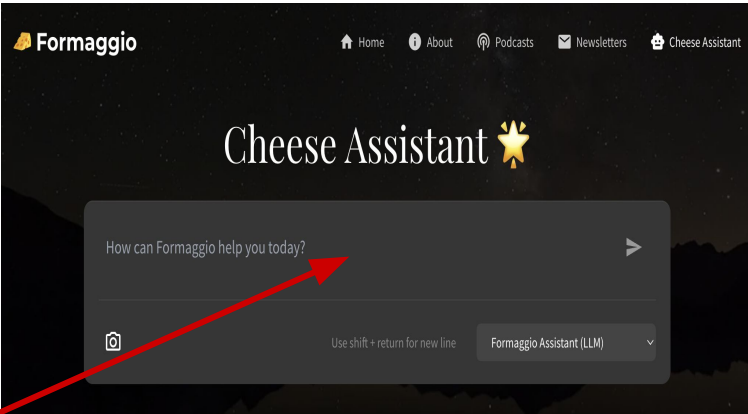 Formaggio
Home About Podcasts Newsletters Cheese Assistant
Cheese Assistant
How can Formaggio help you today?
Use shift + return for new line
Formaggio Assistant (LLM)